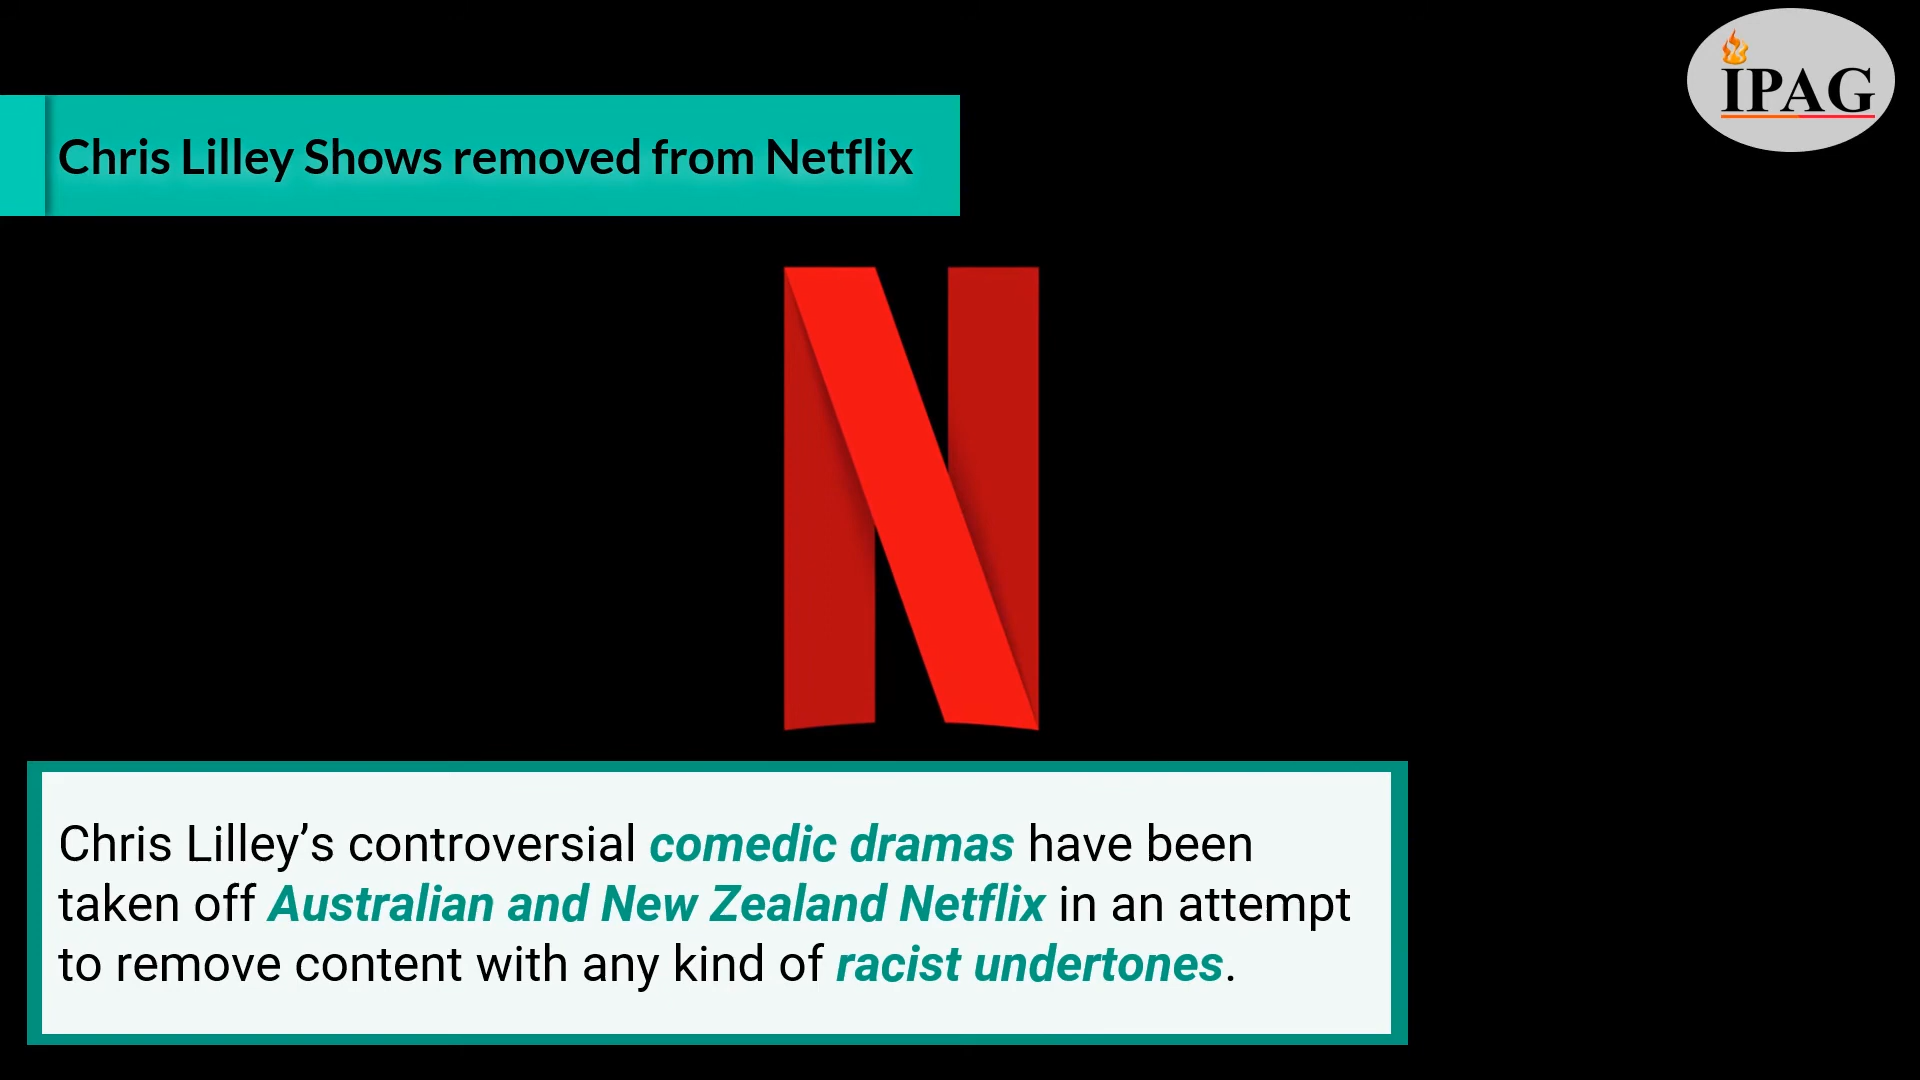 IPAG
Chris Lilley Shows removed from Netflix
N
Chris Lilley’s controversial comedic dramas have been
taken off Australian and New Zealand Netflix in an attempt
to remove content with any kind of racist undertones.